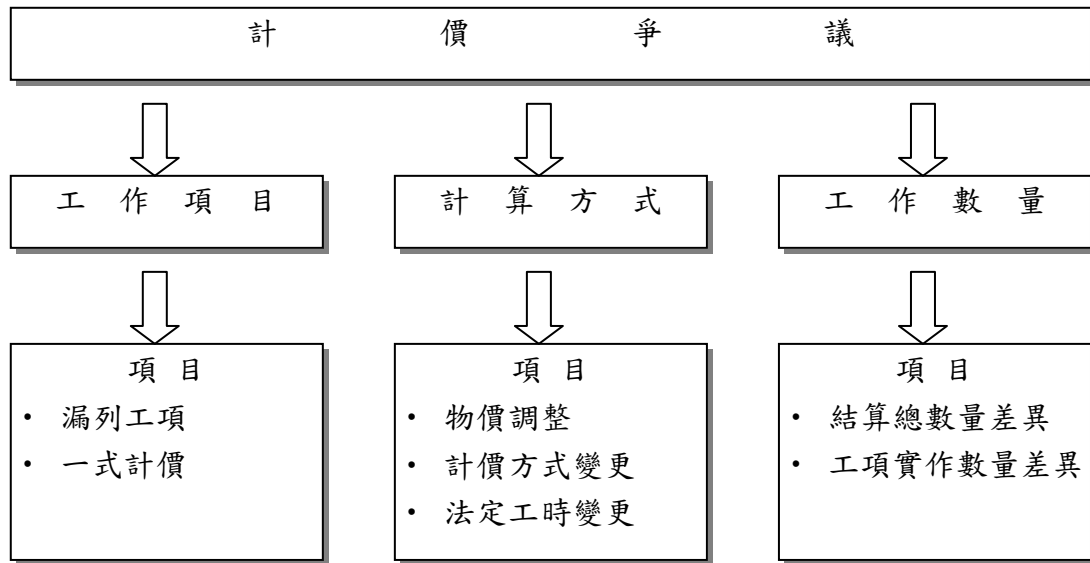 計價爭議
工作項目
計算方式
工作數量
項目
• 漏列工項
• 一式計價
項目
• 物價調整
• 計價方式變更
• 法定工時變更
項目
• 結算總數量差異
• 工項實作數量差異